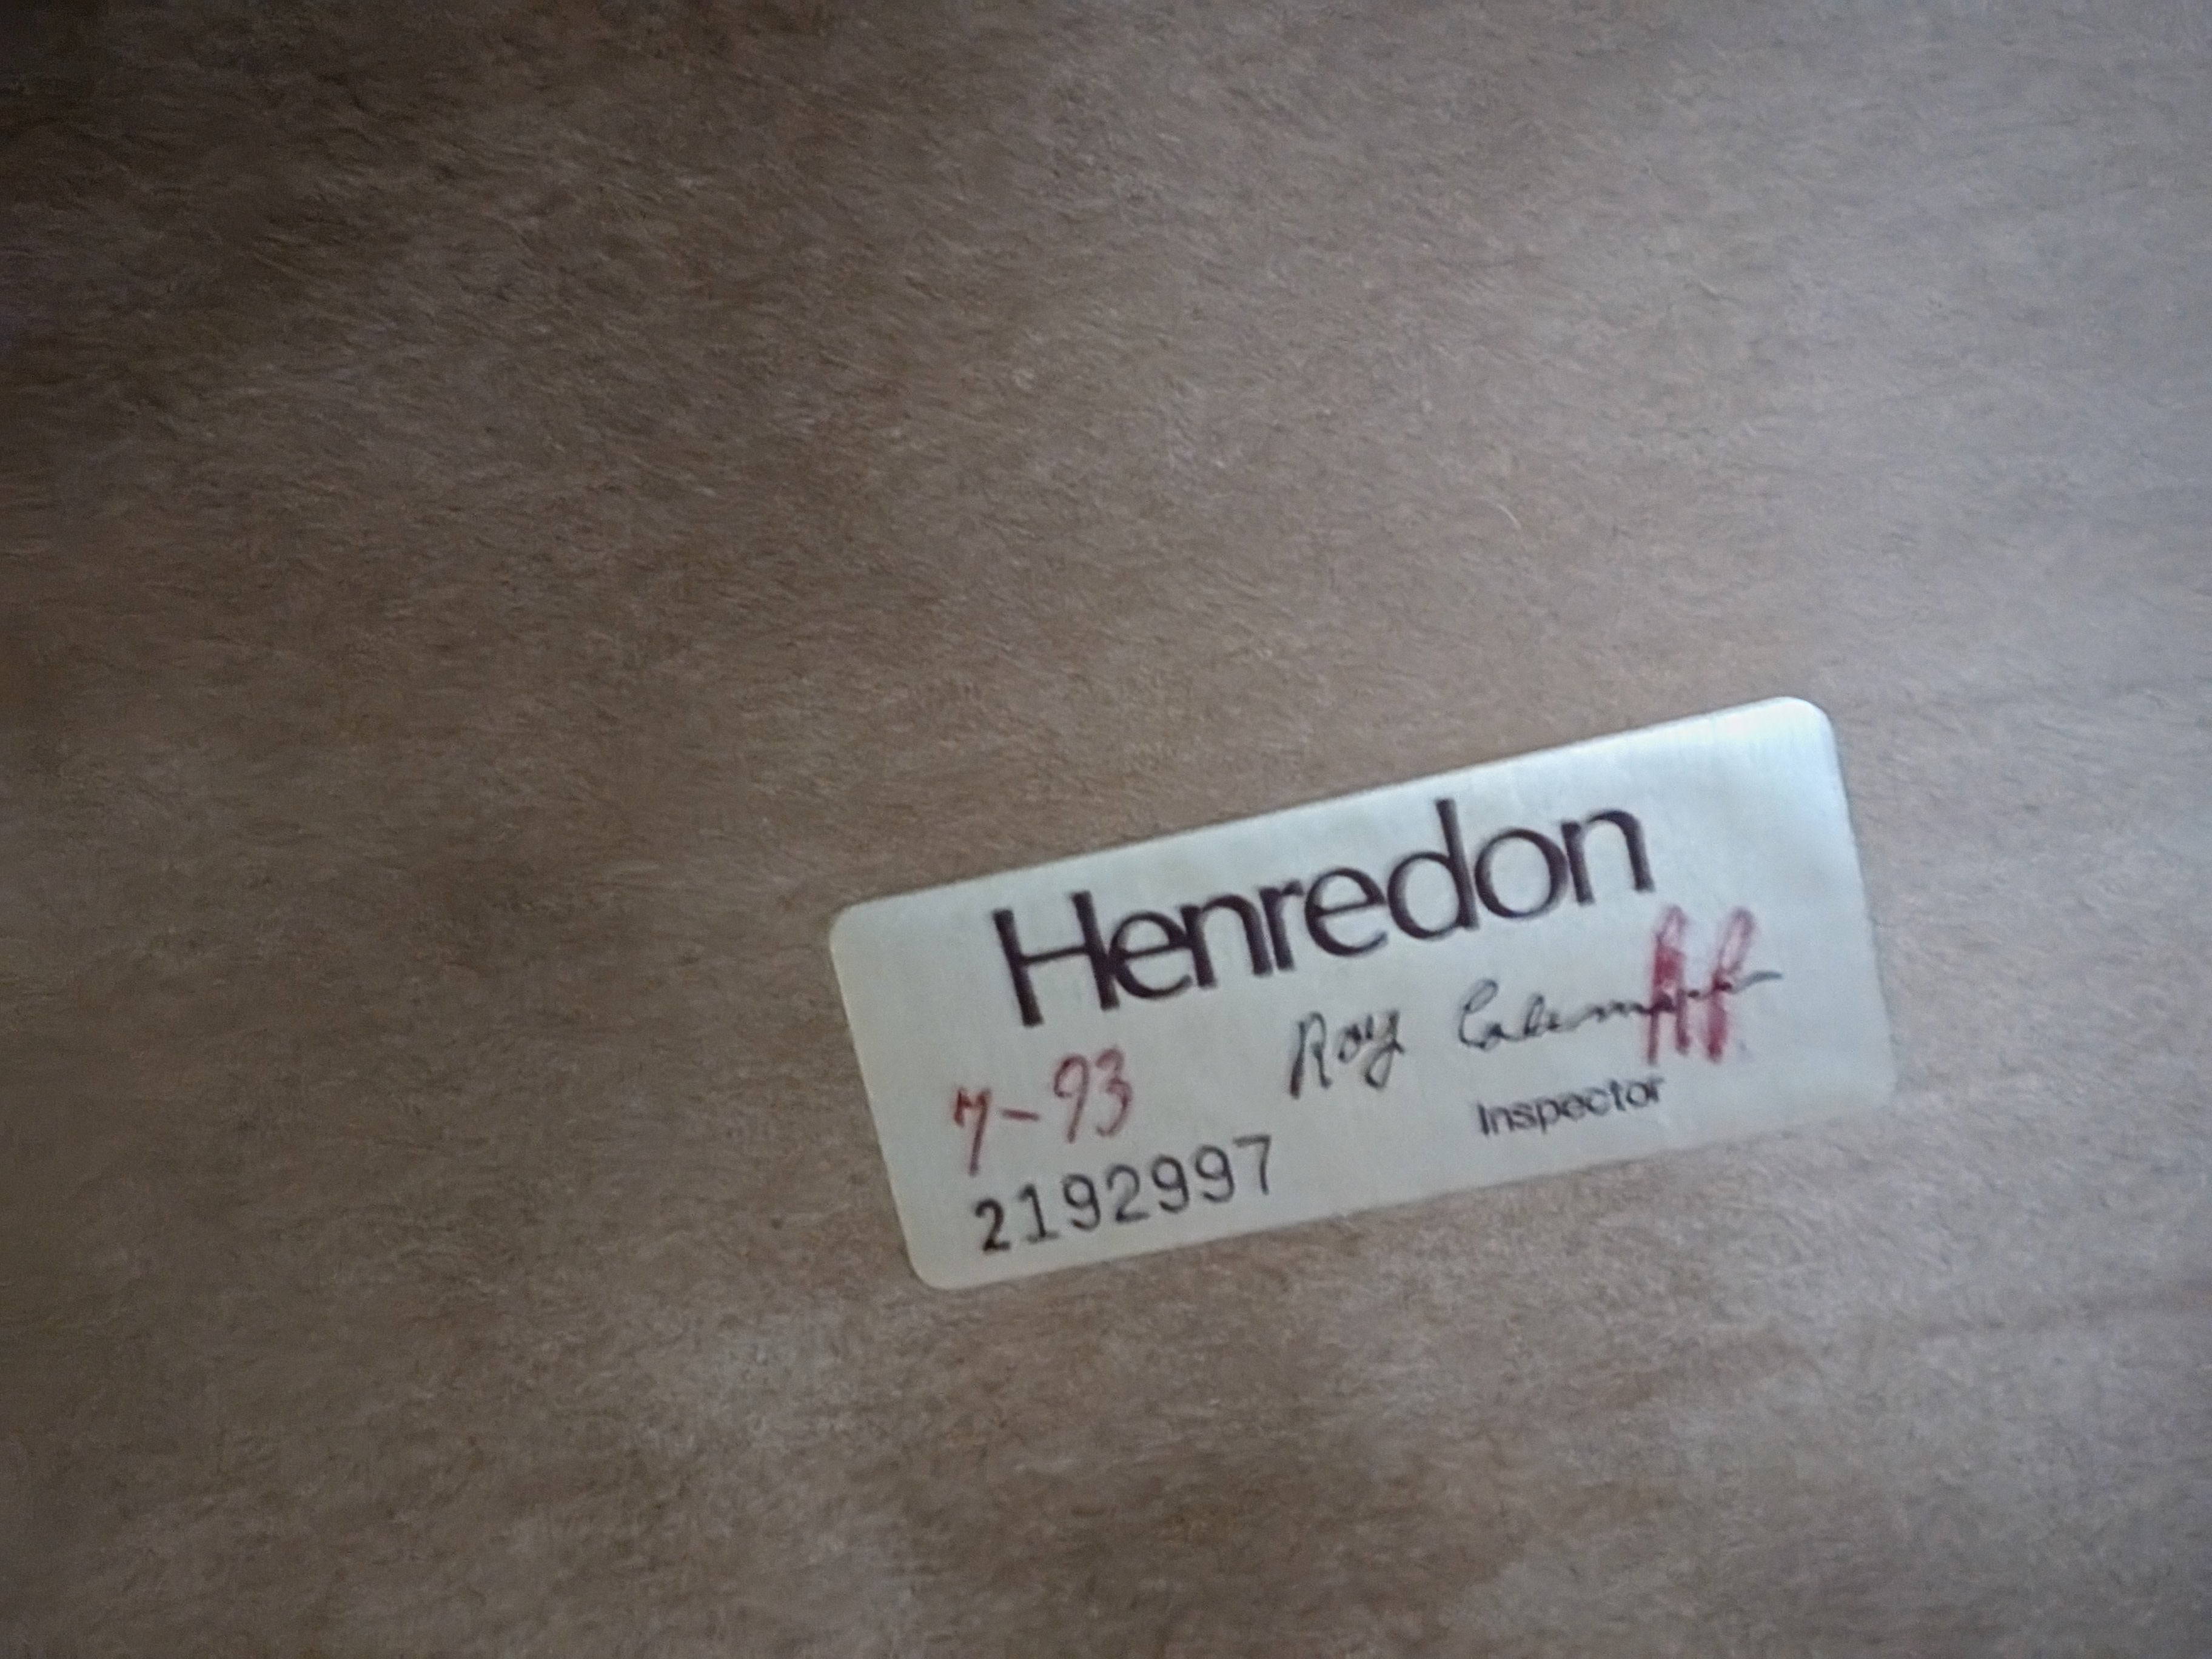 Henredon
7-93 Roy
Inspector
2192997